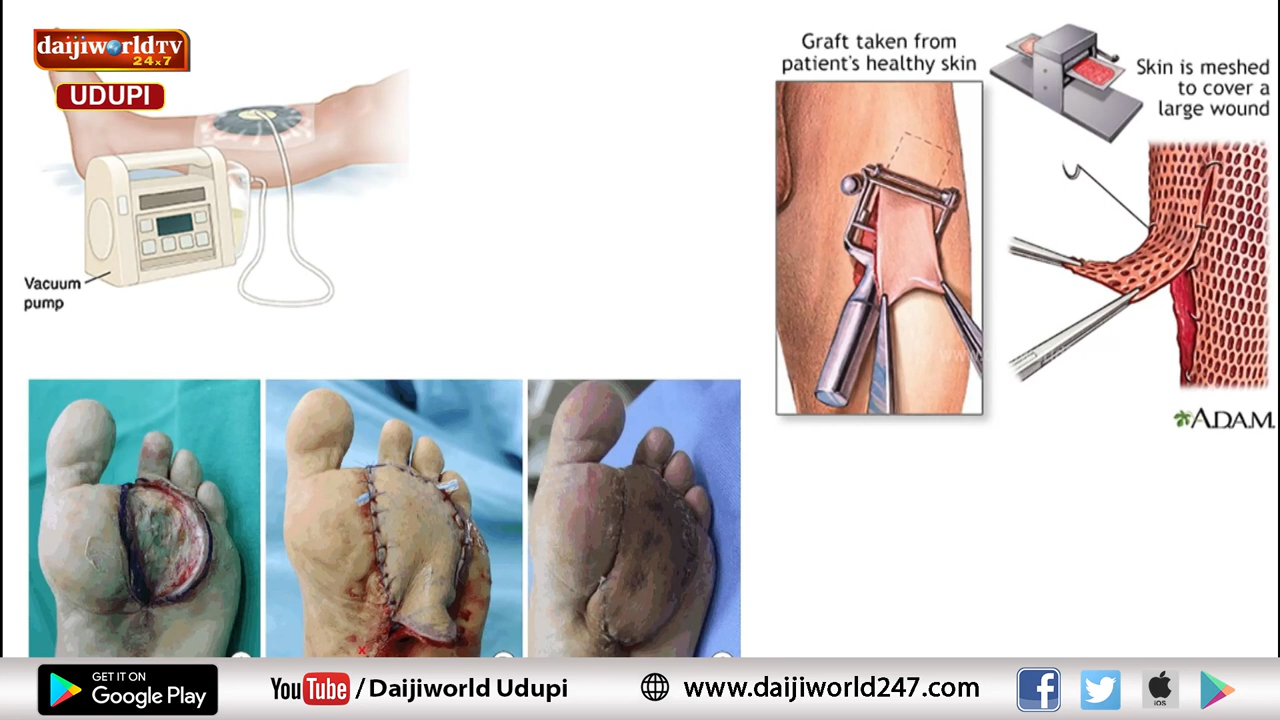 daijiworldTV
24x7
UDUPI
Vacuum
pump
Graft taken from
patient's healthy skin
Skin is meshed
to cover a
large wound
A.D.A.M.
x
GET IT ON
Google Play
YouTube / Daijiworld Udupi
www.daijiworld247.com
iOS